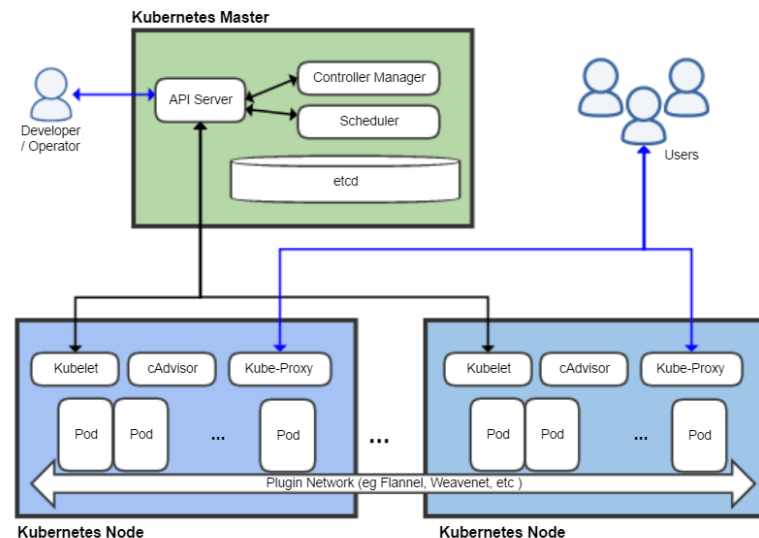 Kubernetes Master
API Server
Controller Manager
Scheduler
etcd
Developer
/ Operator
Users
Kubelet
cAdvisor
Kube-Proxy
Pod
Pod
...
Pod
...
Kubelet
cAdvisor
Kube-Proxy
Pod
Pod
...
Pod
Plugin Network (eg Flannel, Weavenet, etc )
Kubernetes Node
Kubernetes Node